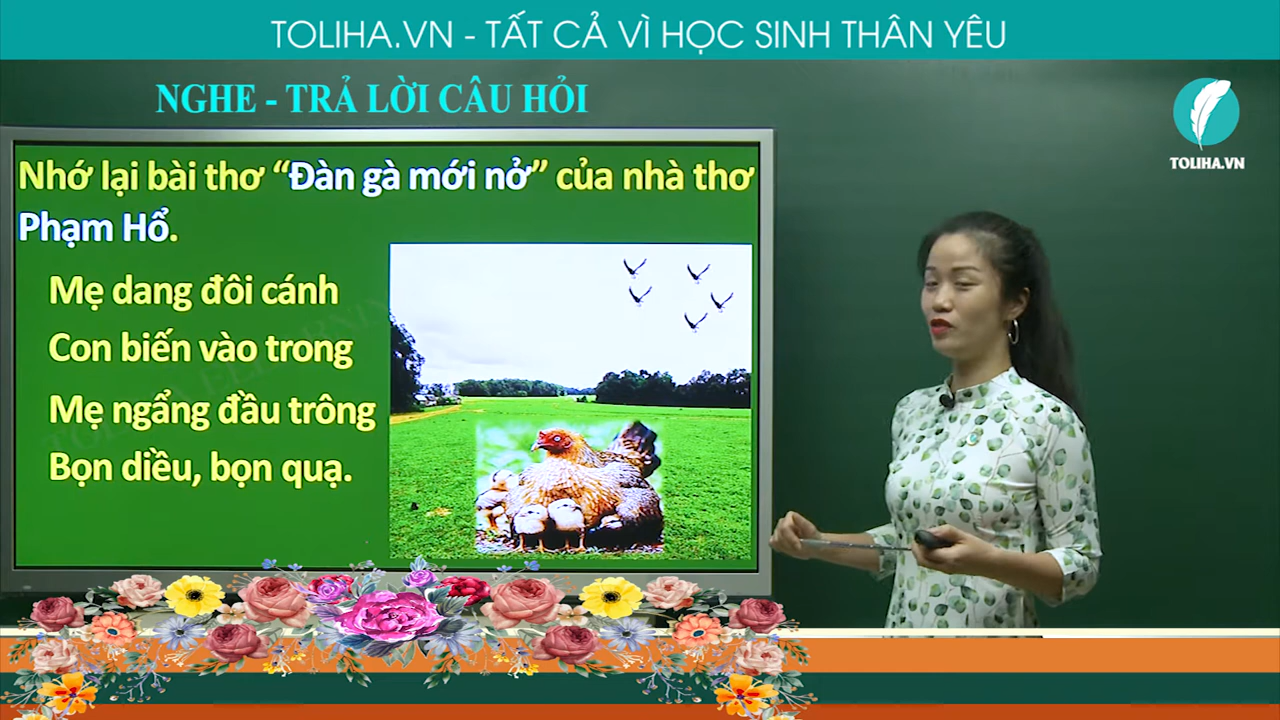 TOLIHA.VN - TẤT CẢ VÌ HỌC SINH THÂN YÊU
NGHE - TRẢ LỜI CÂU HỎI
TOLIHA.VN
Nhớ lại bài thơ “Đàn gà mới nở” của nhà thơ
Phạm Hổ.
Mẹ dang đôi cánh
Con biến vào trong
Mẹ ngẩng đầu trông
Bọn diều, bọn quạ.